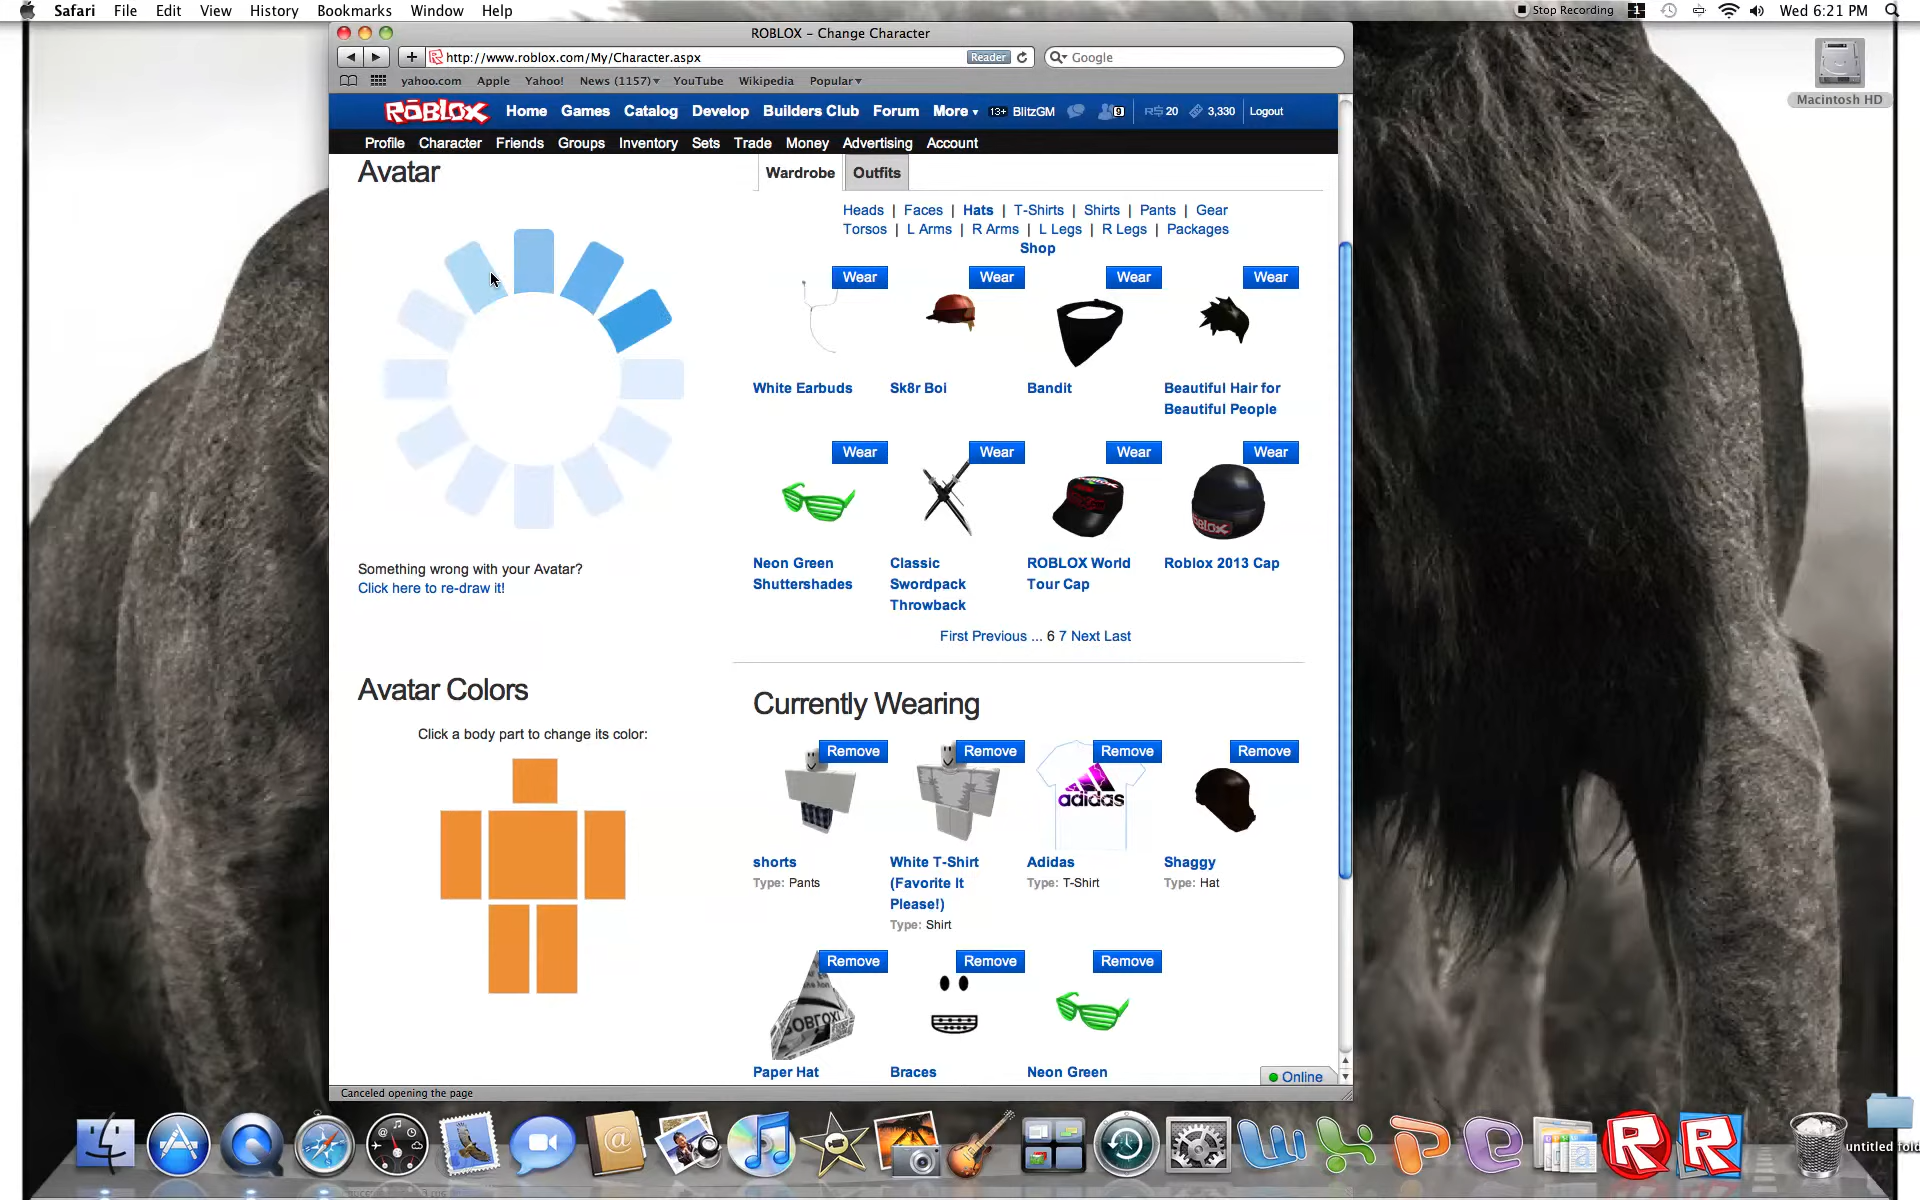 Safari File Edit View History Bookmarks Window Help Stop Recording 1 Wed 6:21 PM
ROBLOX – Change Character
http://www.roblox.com/My/Character.aspx Reader Google
yahoo.com Apple Yahoo! News (1157) YouTube Wikipedia Popular
Macintosh HD
ROBLOX Home Games Catalog Develop Builders Club Forum More 13+ BlitzGM 9 R$ 20 3,330 Logout
Profile Character Friends Groups Inventory Sets Trade Money Advertising Account
Avatar
Wardrobe Outfits
Heads | Faces | Hats | T-Shirts | Shirts | Pants | Gear
Torsos | L Arms | R Arms | L Legs | R Legs | Packages
Shop
Wear Wear Wear Wear
White Earbuds Sk8r Boi Bandit Beautiful Hair for
Beautiful People
Wear Wear Wear Wear
ROBLOX
Neon Green Classic ROBLOX World Roblox 2013 Cap
Shuttershades Swordpack Tour Cap
Throwback
Something wrong with your Avatar?
Click here to re-draw it!
First Previous ... 6 7 Next Last
Avatar Colors
Click a body part to change its color:
Currently Wearing
Remove Remove Remove Remove
adidas
shorts White T-Shirt Adidas Shaggy
Type: Pants (Favorite It Type: T-Shirt Type: Hat
Please!)
Type: Shirt
Remove Remove Remove
Paper Hat Braces Neon Green
Online
Canceled opening the page
untitled fold